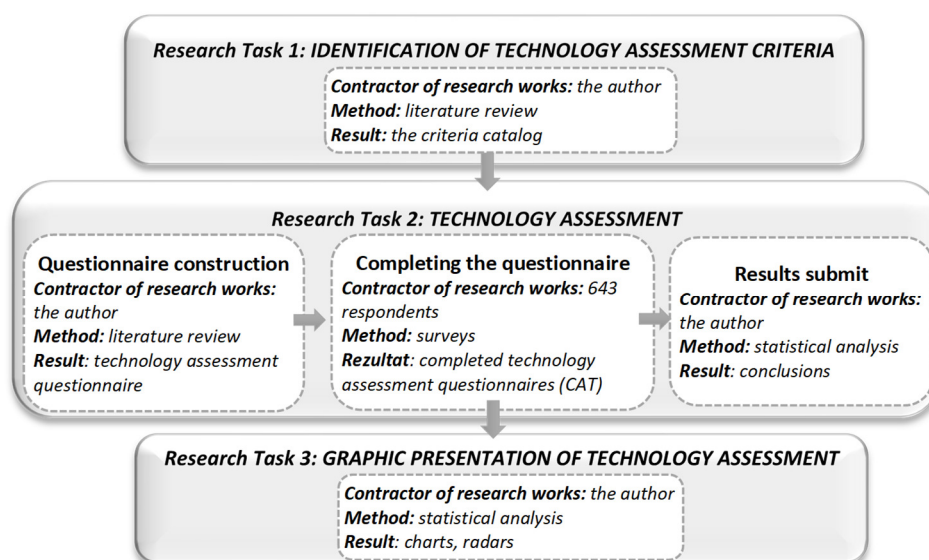 Research Task 1: IDENTIFICATION OF TECHNOLOGY ASSESSMENT CRITERIA
Contractor of research works: the author
Method: literature review
Result: the criteria catalog
Research Task 2: TECHNOLOGY ASSESSMENT
Questionnaire construction
Contractor of research works:
the author
Method: literature review
Result: technology assessment
questionnaire
Completing the questionnaire
Contractor of research works: 643
respondents
Method: surveys
Rezultat: completed technology
assessment questionnaires (CAT)
Results submit
Contractor of research works:
the author
Method: statistical analysis
Result: conclusions
Research Task 3: GRAPHIC PRESENTATION OF TECHNOLOGY ASSESSMENT
Contractor of research works: the author
Method: statistical analysis
Result: charts, radars